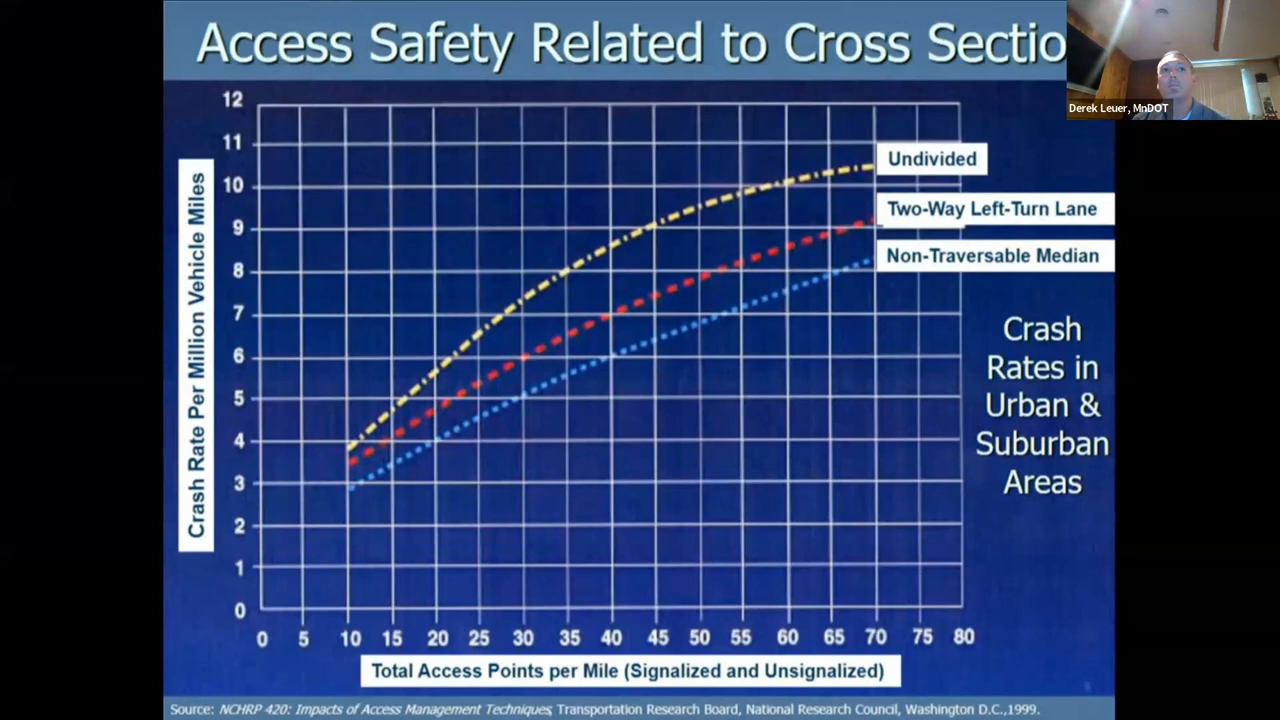 Access Safety Related to Cross Sectio
Derek Leuer, MnDOT
12
11
10
9
8
7
6
5
4
3
2
1
0
Crash Rate Per Million Vehicle Miles
Undivided
Two-Way Left-Turn Lane
Non-Traversable Median
Crash
Rates in
Urban &
Suburban
Areas
0 5 10 15 20 25 30 35 40 45 50 55 60 65 70 75 80
Total Access Points per Mile (Signalized and Unsignalized)
Source: NCHRP 420: Impacts of Access Management Techniques, Transportation Research Board, National Research Council, Washington D.C.,1999.